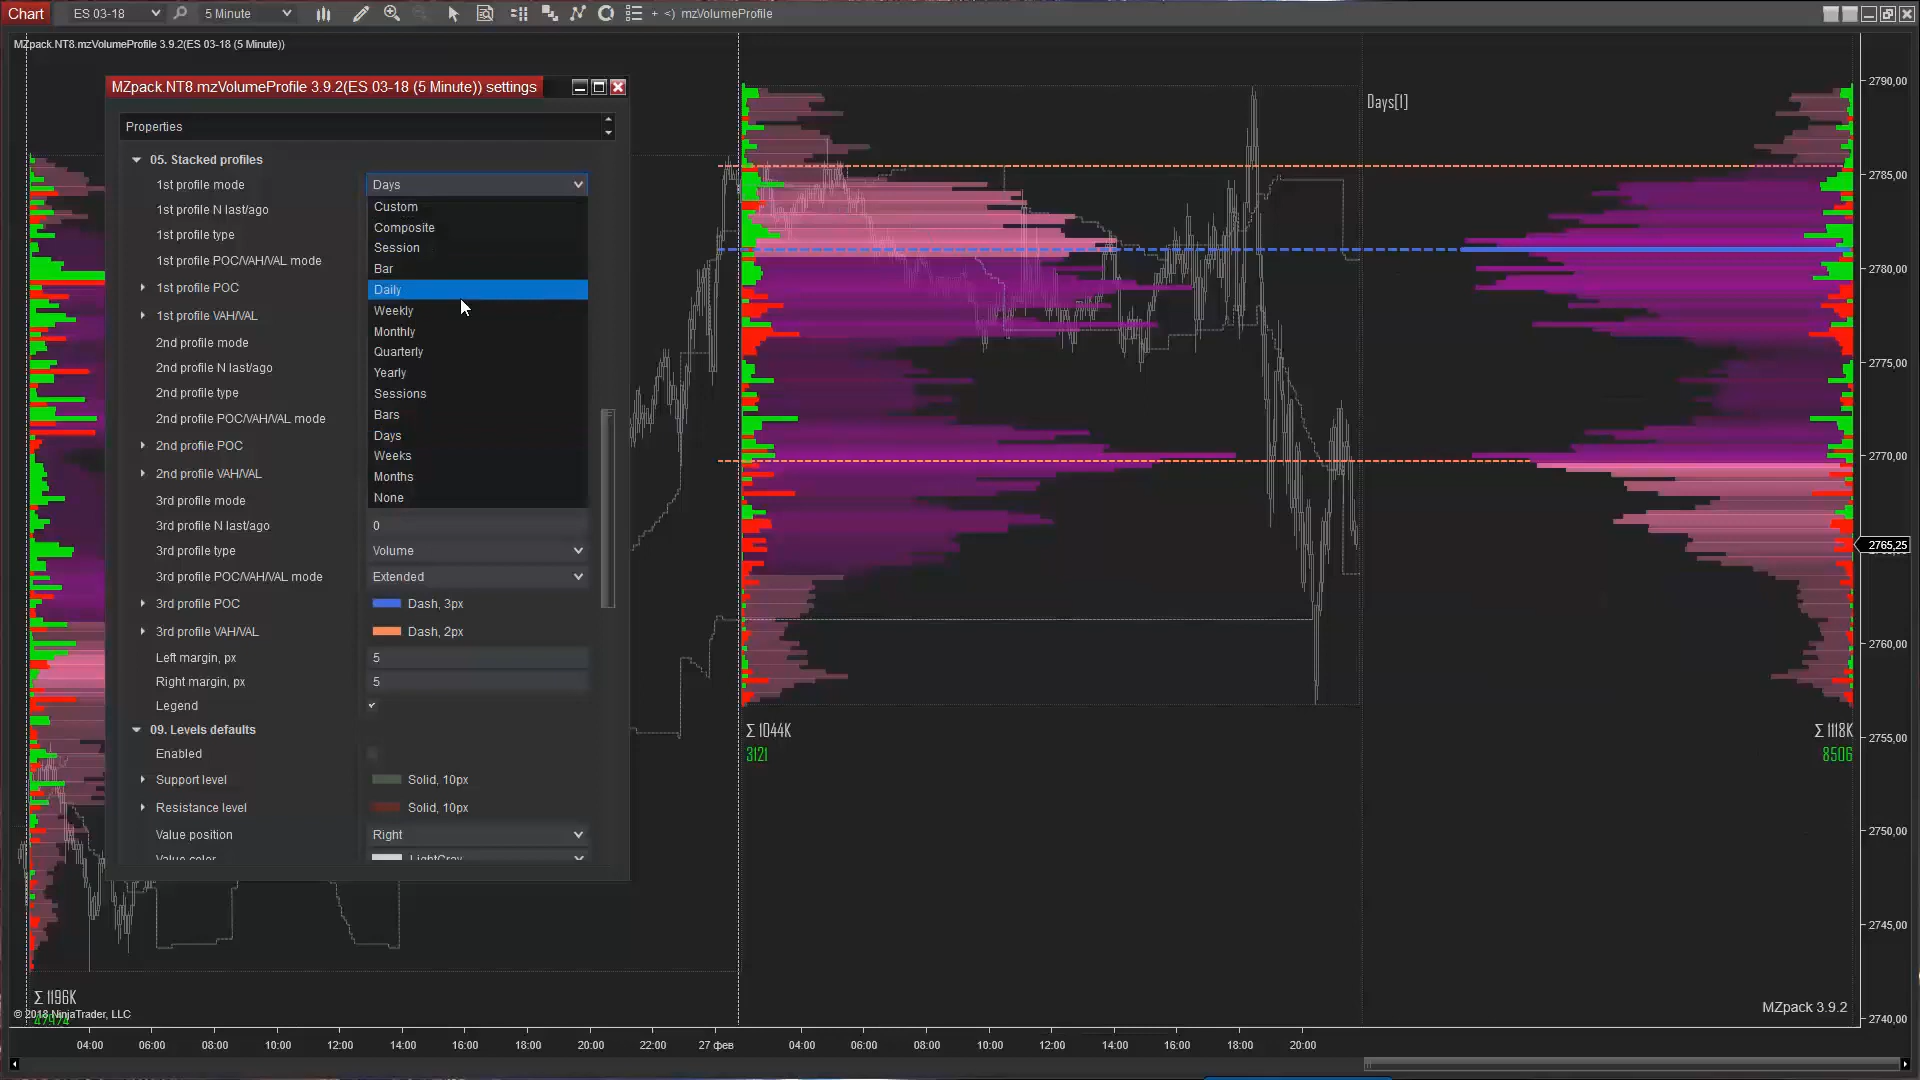 Chart ES 03-18 5 Minute + <) mzVolumeProfile
MZpack.NT8.mzVolumeProfile 3.9.2(ES 03-18 (5 Minute))
MZpack.NT8.mzVolumeProfile 3.9.2(ES 03-18 (5 Minute)) settings
Properties
05. Stacked profiles
1st profile mode Days
1st profile N last/ago
1st profile type
1st profile POC/VAH/VAL mode
1st profile POC
1st profile VAH/VAL
2nd profile mode
2nd profile N last/ago
2nd profile type
2nd profile POC/VAH/VAL mode
2nd profile POC
2nd profile VAH/VAL
3rd profile mode
Custom
Composite
Session
Bar
Daily
Weekly
Monthly
Quarterly
Yearly
Sessions
Bars
Days
Weeks
Months
None
3rd profile N last/ago 0
3rd profile type Volume
3rd profile POC/VAH/VAL mode Extended
3rd profile POC Dash, 3px
3rd profile VAH/VAL Dash, 2px
Left margin, px 5
Right margin, px 5
Legend
09. Levels defaults
Enabled
Support level Solid, 10px
Resistance level Solid, 10px
Value position Right
Value color LightGray
Days[1]
Σ 1044K
3121
Σ 1118K
8506
Σ 1196K
© 2018 NinjaTrader, LLC
MZpack 3.9.2
2790,00
2785,00
2780,00
2775,00
2770,00
2765,25
2760,00
2755,00
2750,00
2745,00
2740,00
04:00 06:00 08:00 10:00 12:00 14:00 16:00 18:00 20:00 22:00 27 фев 04:00 06:00 08:00 10:00 12:00 14:00 16:00 18:00 20:00